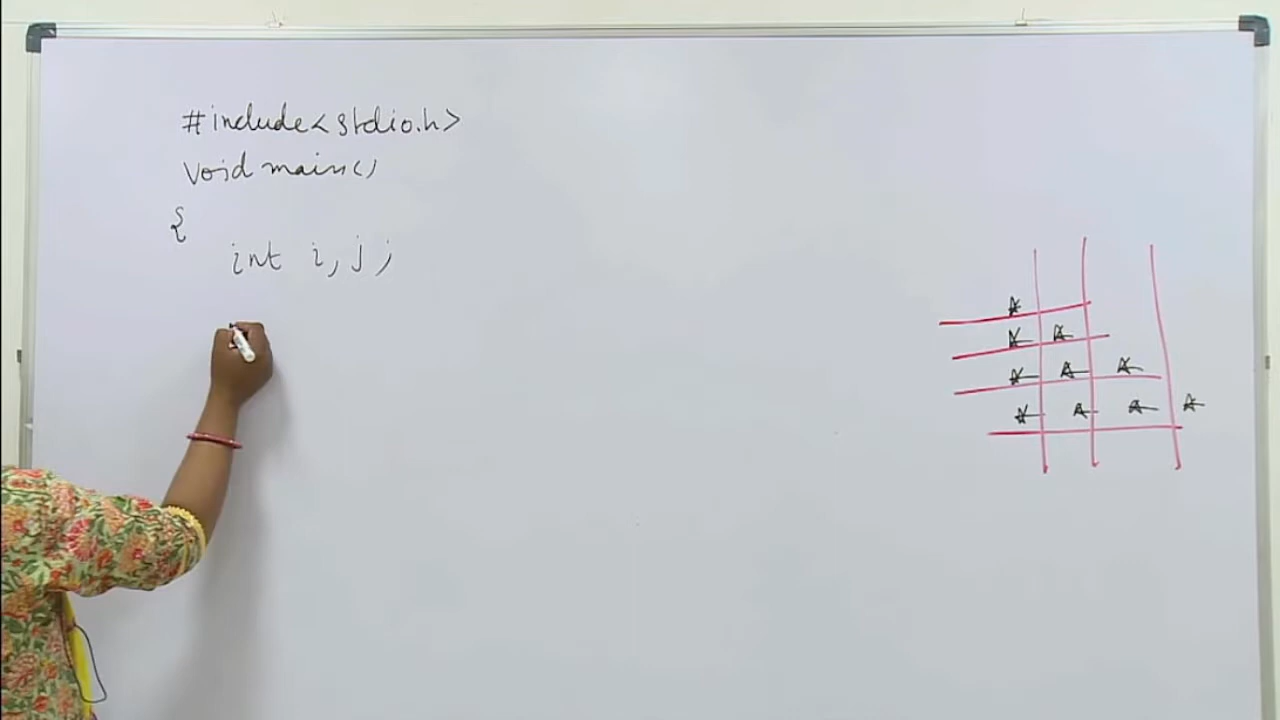 #include<stdio.h>
void main()
{
int i, j;
*
* *
* * *
* * * *